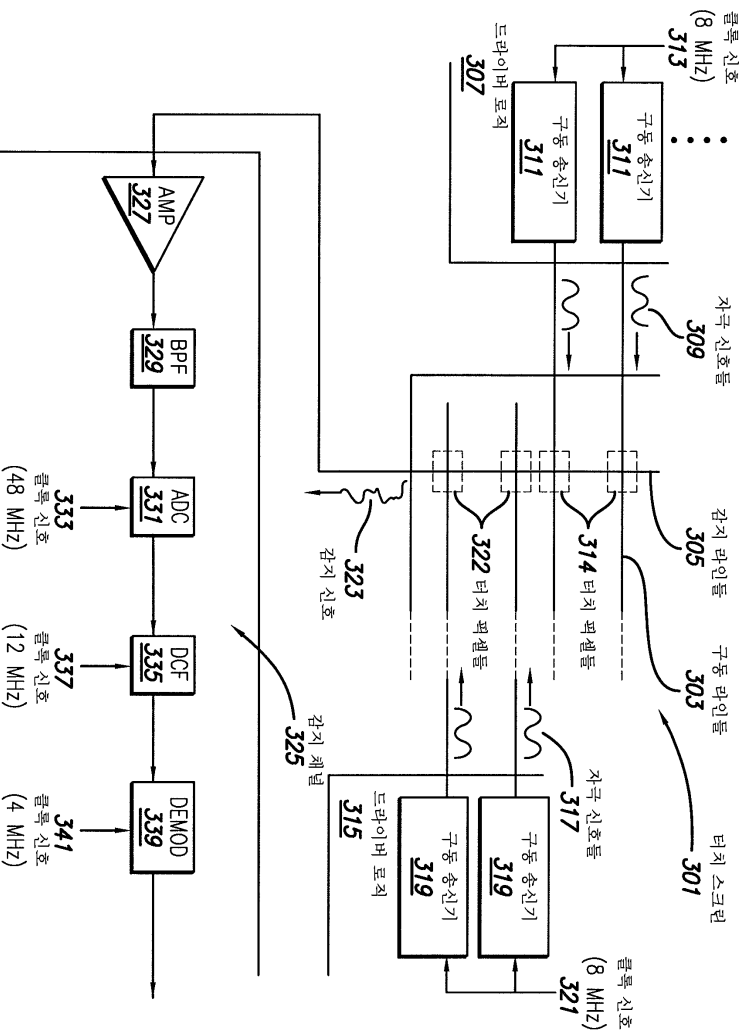 클록 신호
313
(8 MHz)
구동 송신기
311
구동 송신기
311
드라이버 로직
307
자극 신호들
309
감지 라인들
305
구동 라인들
303
터치 스크린
301
314 터치 픽셀들
322 터치 픽셀들
323
감지 신호
자극 신호들
317
구동 송신기
319
구동 송신기
319
드라이버 로직
315
클록 신호
321
(8 MHz)
감지 채널
325
AMP
327
BPF
329
ADC
331
DCF
335
DEMOD
339
333
클록 신호
(48 MHz)
337
클록 신호
(12 MHz)
341
클록 신호
(4 MHz)